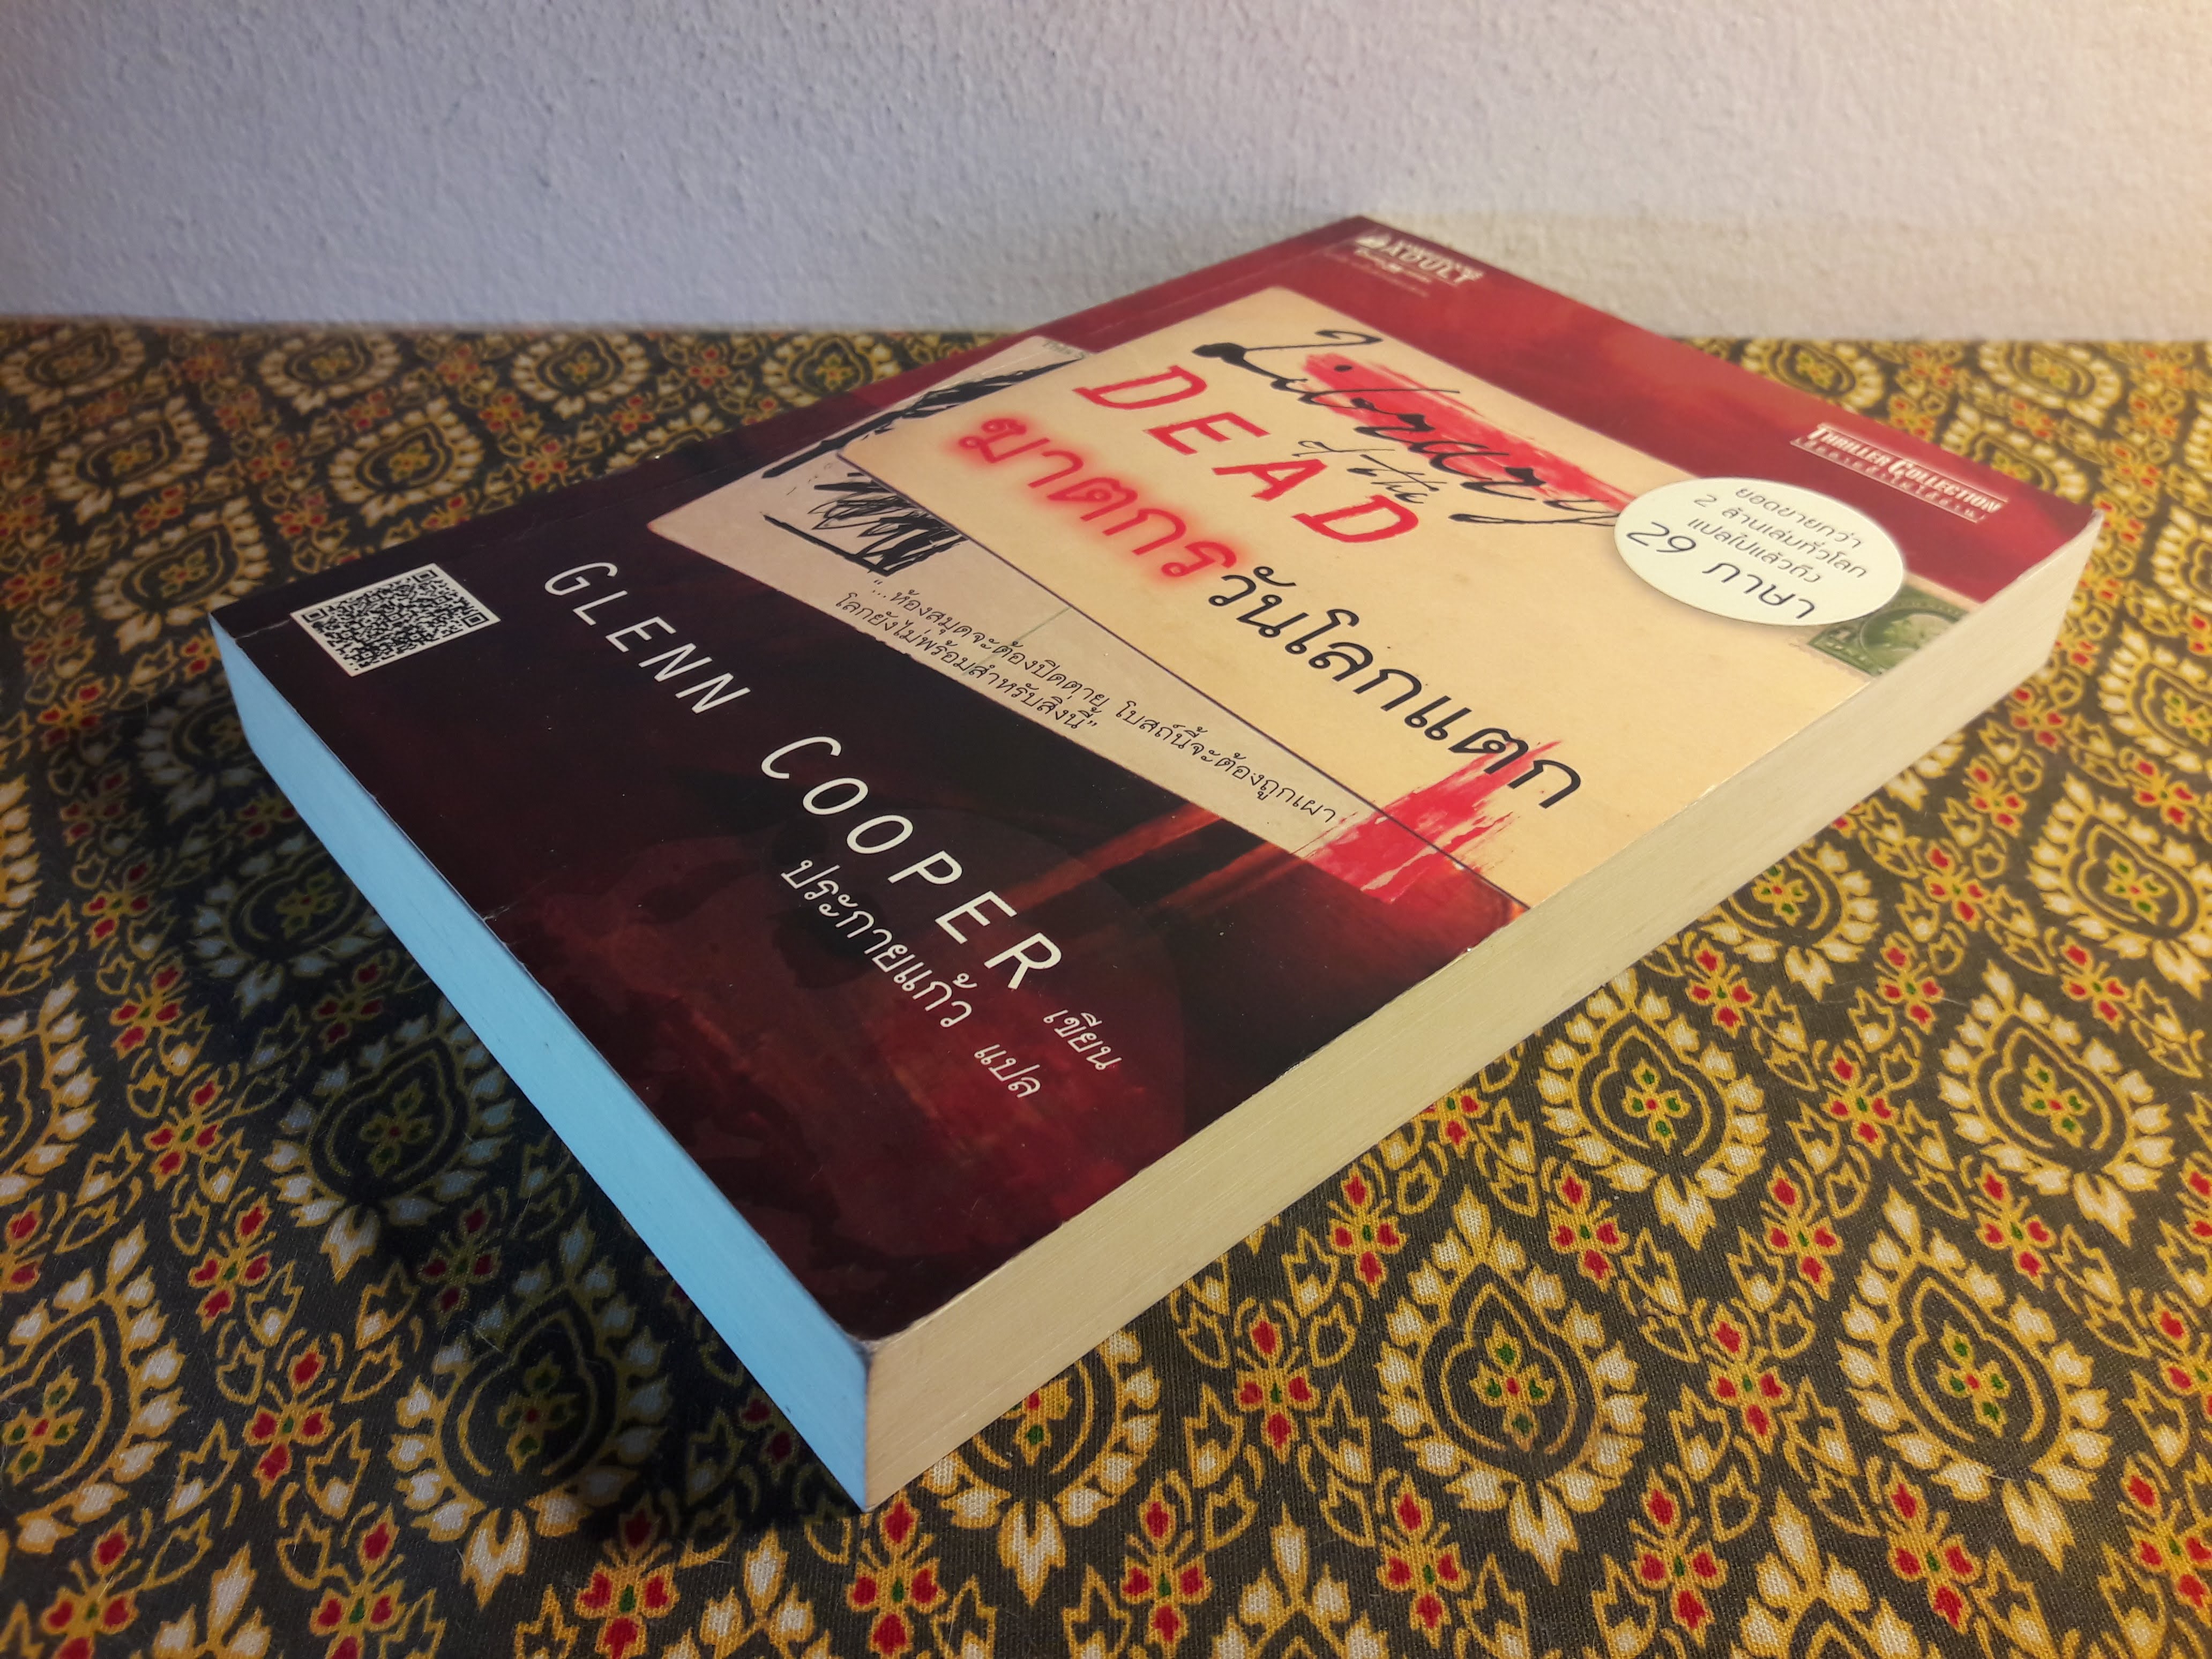 ADULT
THRILLER COLLECTION
Library
of the
DEAD
ฆาตกรวันโลกแตก
ยอดขายกว่า
2 ล้านเล่มทั่วโลก
แปลไปแล้วถึง
29 ภาษา
"...ห้องสมุดจะต้องปิดตาย โบสถ์นี้จะต้องถูกเผา
โลกยังไม่พร้อมสำหรับสิ่งนี้"
GLENN COOPER เขียน
ประกายแก้ว แปล